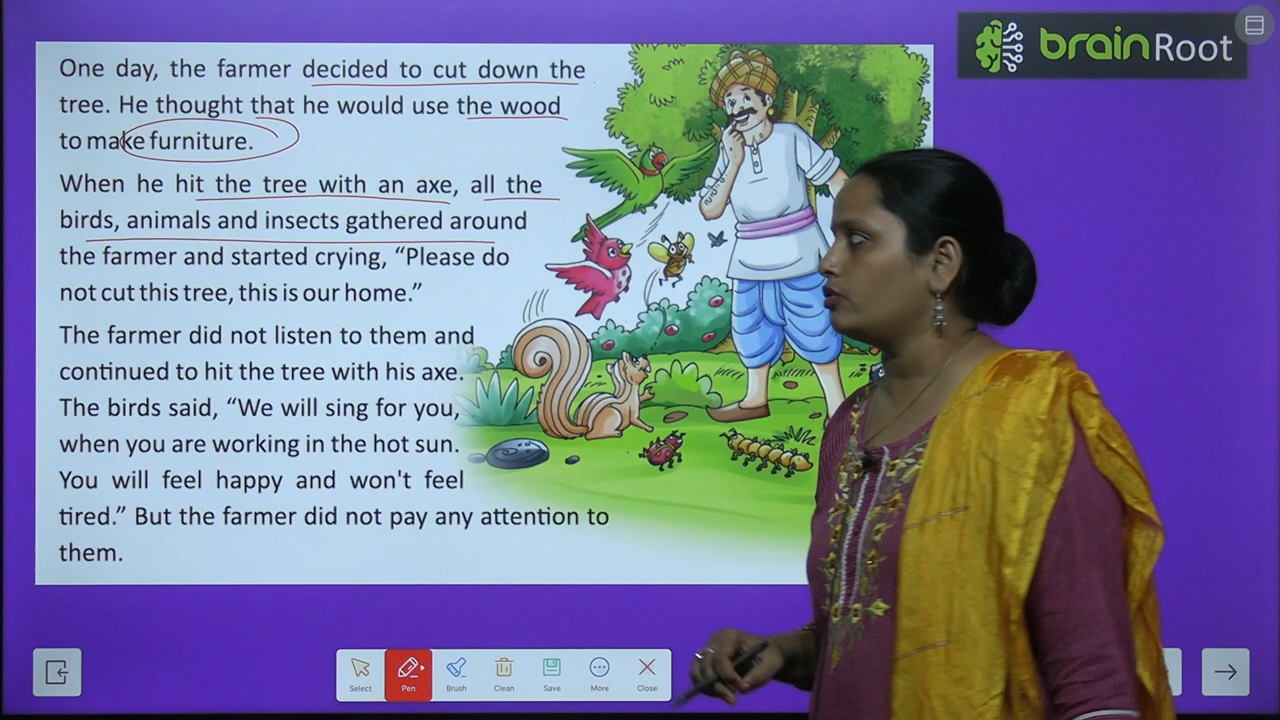 brainRoot
One day, the farmer decided to cut down the
tree. He thought that he would use the wood
to make furniture.
When he hit the tree with an axe, all the
birds, animals and insects gathered around
the farmer and started crying, “Please do
not cut this tree, this is our home.”
The farmer did not listen to them and
continued to hit the tree with his axe.
The birds said, “We will sing for you,
when you are working in the hot sun.
You will feel happy and won't feel
tired.” But the farmer did not pay any attention to
them.
Select Pen Brush Clean Save More Close